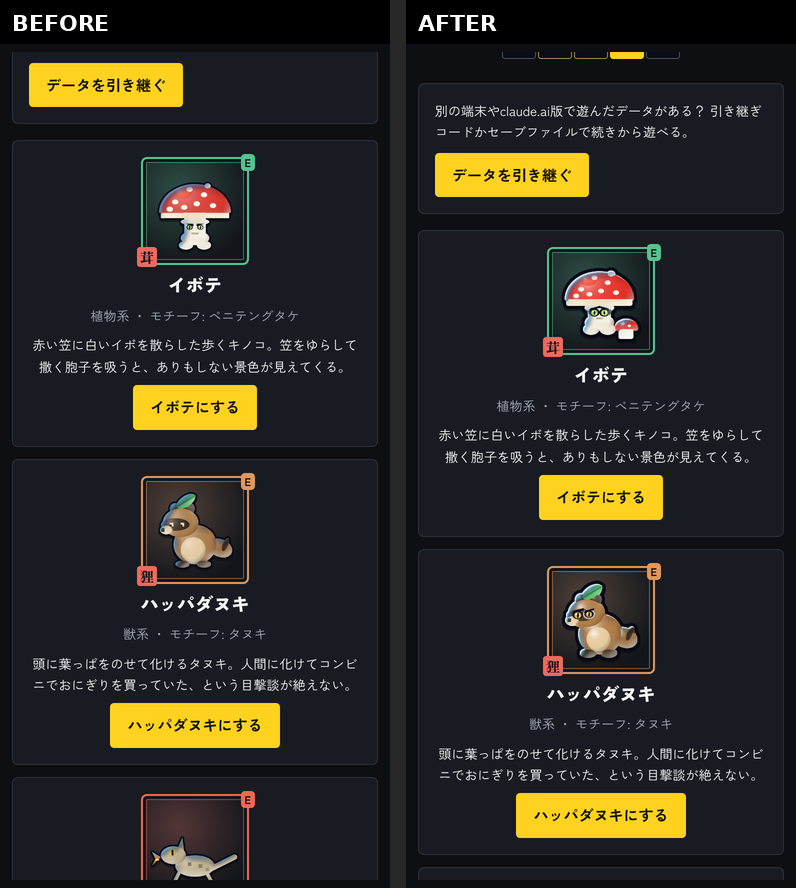 BEFORE
データを引き継ぐ
E
茸
イボテ
植物系 ・ モチーフ: ベニテングタケ
赤い笠に白いイボを散らした歩くキノコ。笠をゆらして
撒く胞子を吸うと、ありもしない景色が見えてくる。
イボテにする
E
狸
ハッパダヌキ
獣系 ・ モチーフ: タヌキ
頭に葉っぱをのせて化けるタヌキ。人間に化けてコンビ
ニでおにぎりを買っていた、という目撃談が絶えない。
ハッパダヌキにする
E
AFTER
別の端末やclaude.ai版で遊んだデータがある？ 引き継ぎ
コードかセーブファイルで続きから遊べる。
データを引き継ぐ
E
茸
イボテ
植物系 ・ モチーフ: ベニテングタケ
赤い笠に白いイボを散らした歩くキノコ。笠をゆらして
撒く胞子を吸うと、ありもしない景色が見えてくる。
イボテにする
E
狸
ハッパダヌキ
獣系 ・ モチーフ: タヌキ
頭に葉っぱをのせて化けるタヌキ。人間に化けてコンビ
ニでおにぎりを買っていた、という目撃談が絶えない。
ハッパダヌキにする